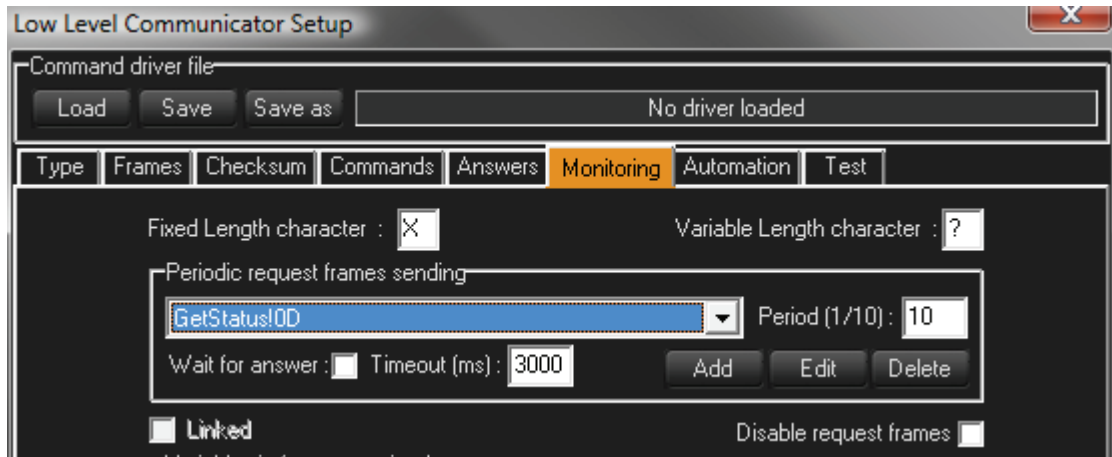 Low Level Communicator Setup
Command driver file
Load Save Save as No driver loaded
Type Frames Checksum Commands Answers Monitoring Automation Test
Fixed Length character : X Variable Length character : ?
Periodic request frames sending
GetStatus!0D Period (1/10) : 10
Wait for answer : Timeout (ms) : 3000 Add Edit Delete
Linked Disable request frames